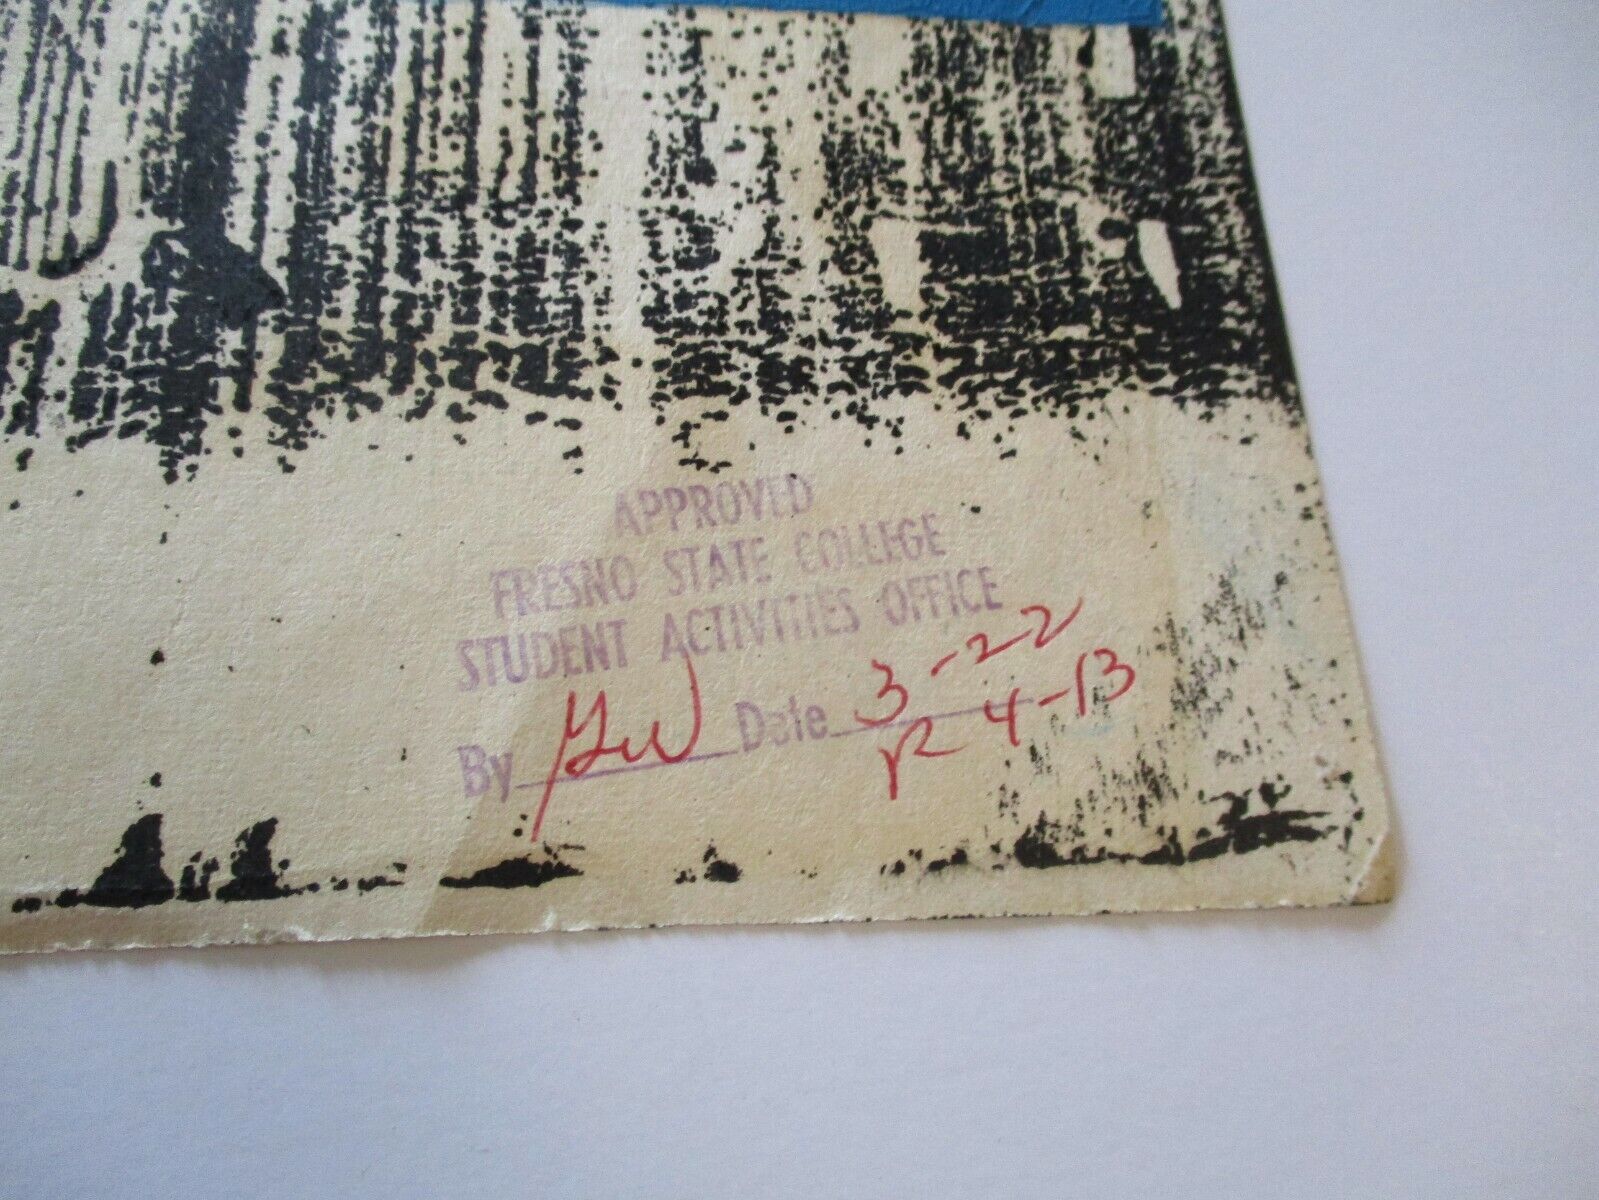 APPROVED
FRESNO STATE COLLEGE
STUDENT ACTIVITIES OFFICE
By Date 3-22
R 4-13